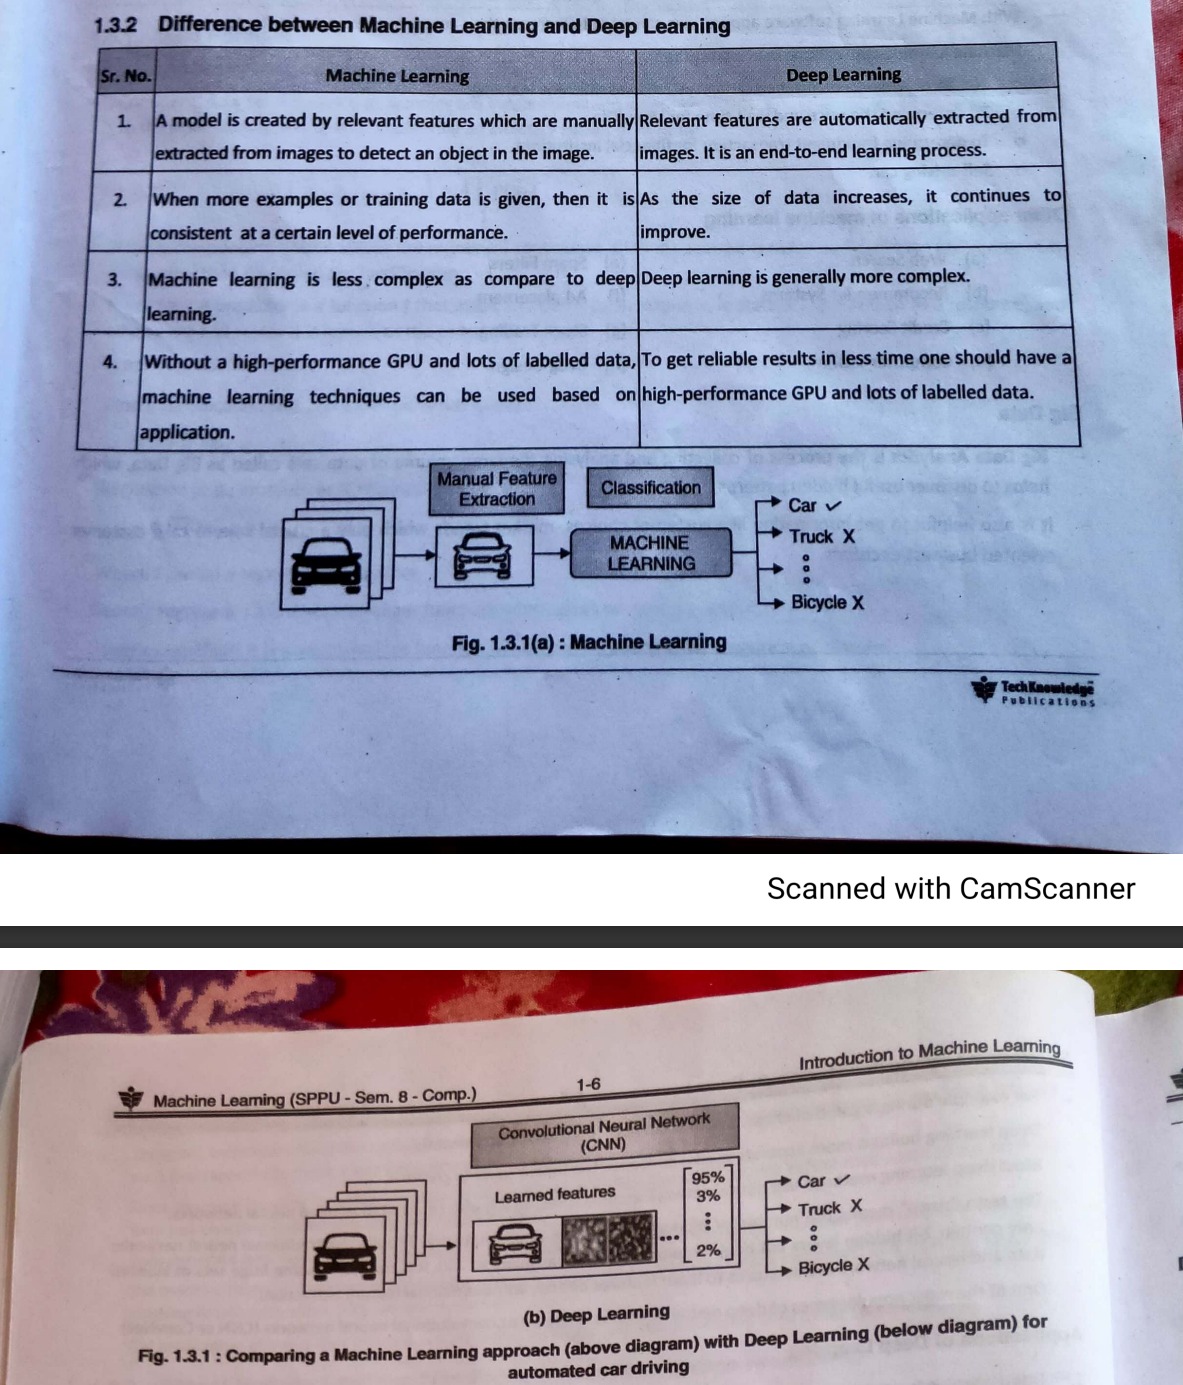 1.3.2 Difference between Machine Learning and Deep Learning
Sr. No. Machine Learning Deep Learning
1. A model is created by relevant features which are manually
extracted from images to detect an object in the image.
Relevant features are automatically extracted from
images. It is an end-to-end learning process.
2. When more examples or training data is given, then it is
consistent at a certain level of performance.
As the size of data increases, it continues to
improve.
3. Machine learning is less complex as compare to deep
learning.
Deep learning is generally more complex.
4. Without a high-performance GPU and lots of labelled data,
machine learning techniques can be used based on
application.
To get reliable results in less time one should have a
high-performance GPU and lots of labelled data.
Manual Feature
Extraction
Classification
MACHINE
LEARNING
Car ✓
Truck X
Bicycle X
Fig. 1.3.1(a) : Machine Learning
TechKnowledge
Publications
Scanned with CamScanner
Machine Learning (SPPU - Sem. 8 - Comp.) 1-6 Introduction to Machine Learning
Convolutional Neural Network
(CNN)
Learned features
95%
3%
2%
Car ✓
Truck X
Bicycle X
(b) Deep Learning
Fig. 1.3.1 : Comparing a Machine Learning approach (above diagram) with Deep Learning (below diagram) for
automated car driving